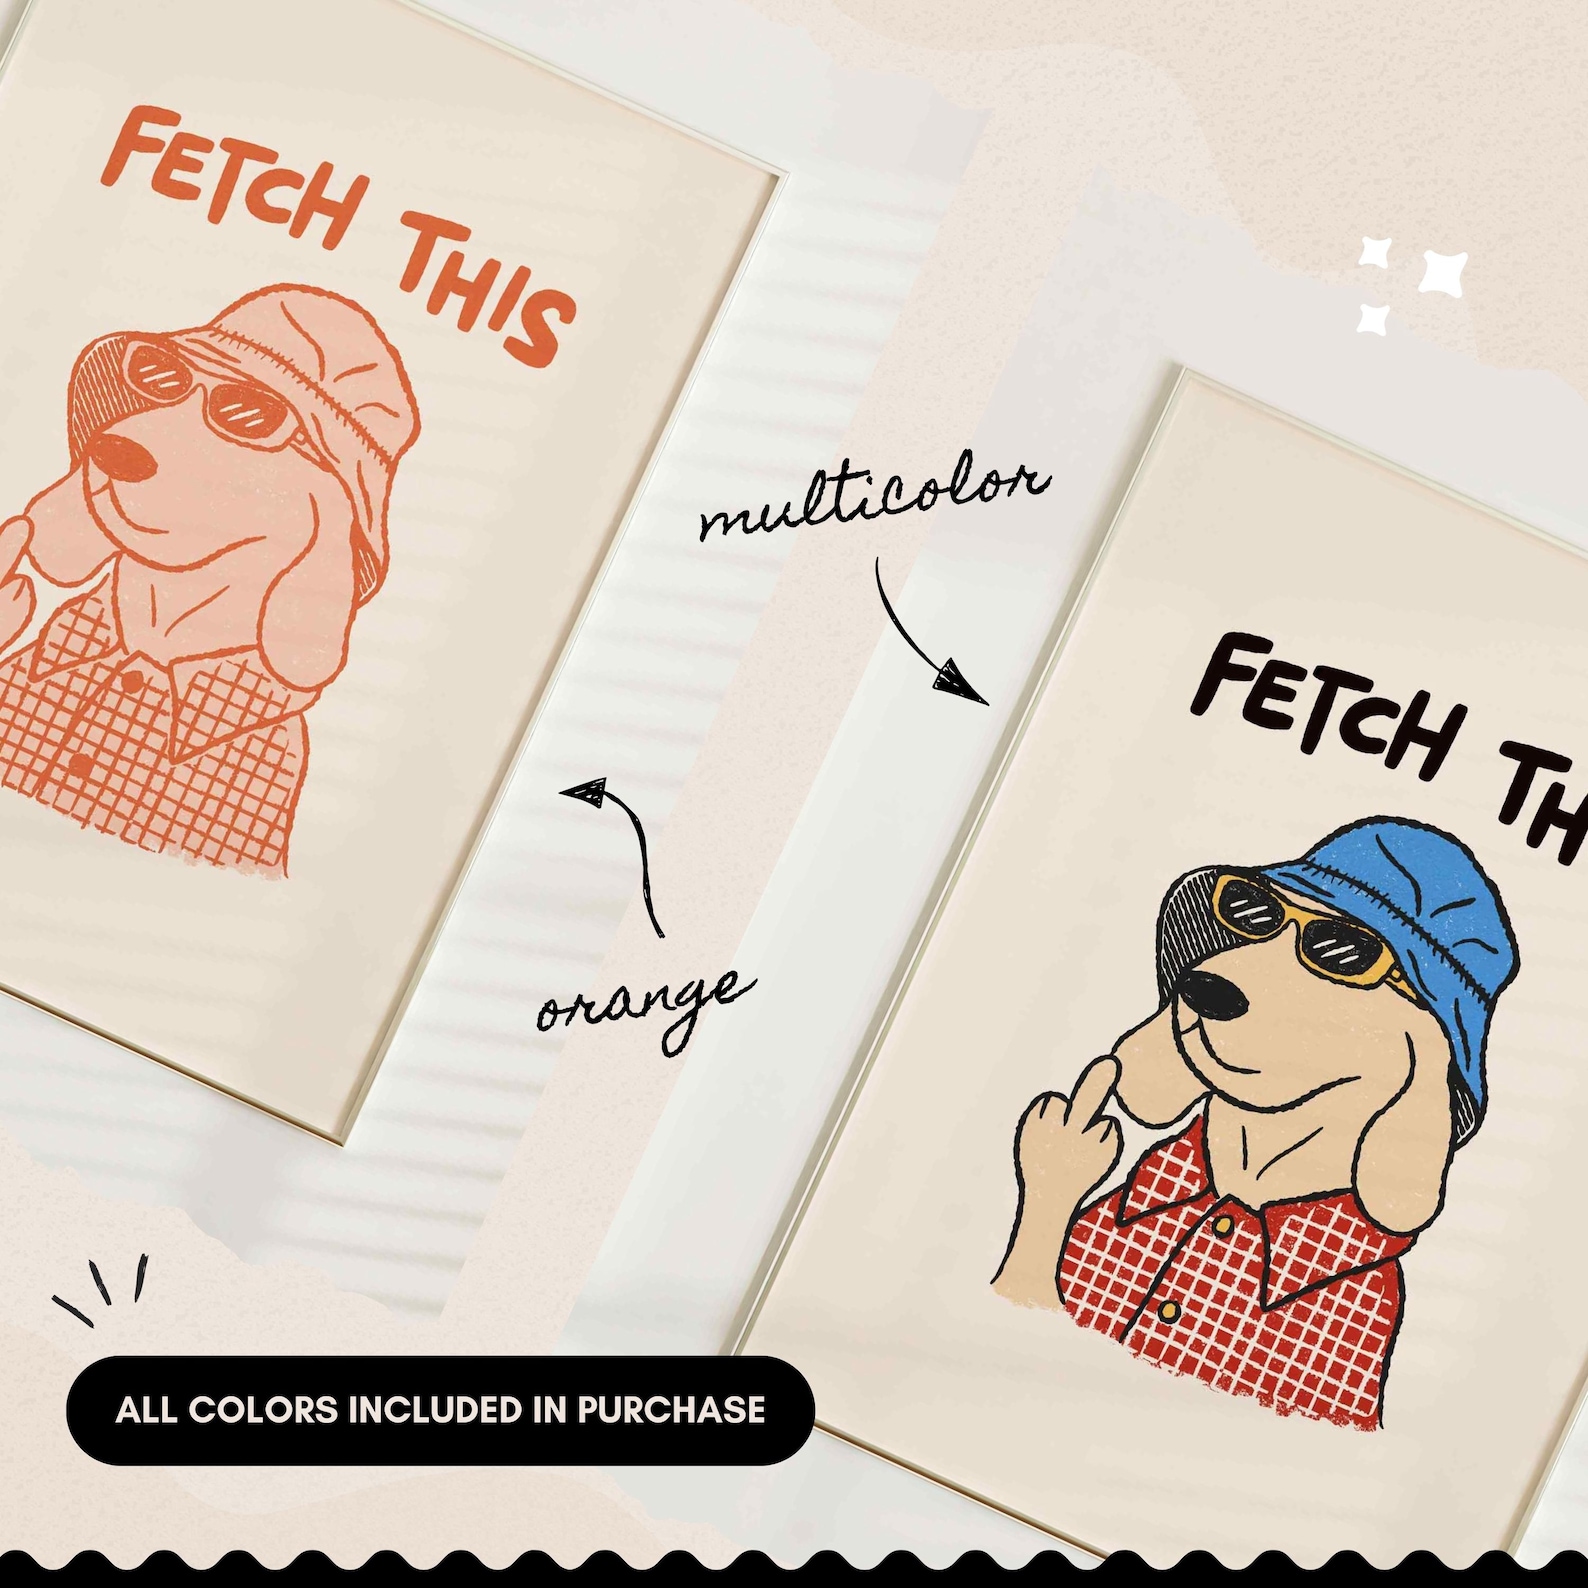 FETCH THIS
multicolor
FETCH TH
orange
ALL COLORS INCLUDED IN PURCHASE